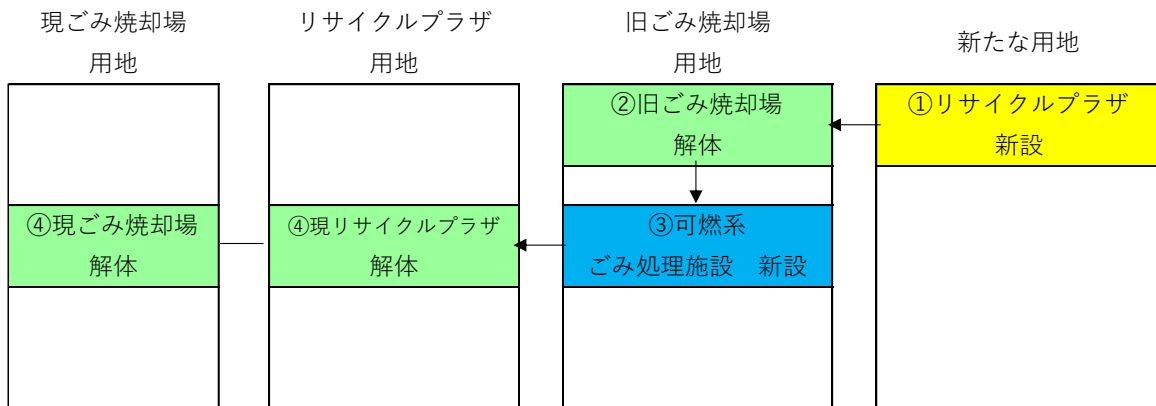 現ごみ焼却場
用地
リサイクルプラザ
用地
旧ごみ焼却場
用地
新たな用地
②旧ごみ焼却場
解体
①リサイクルプラザ
新設
④現ごみ焼却場
解体
④現リサイクルプラザ
解体
③可燃系
ごみ処理施設　新設